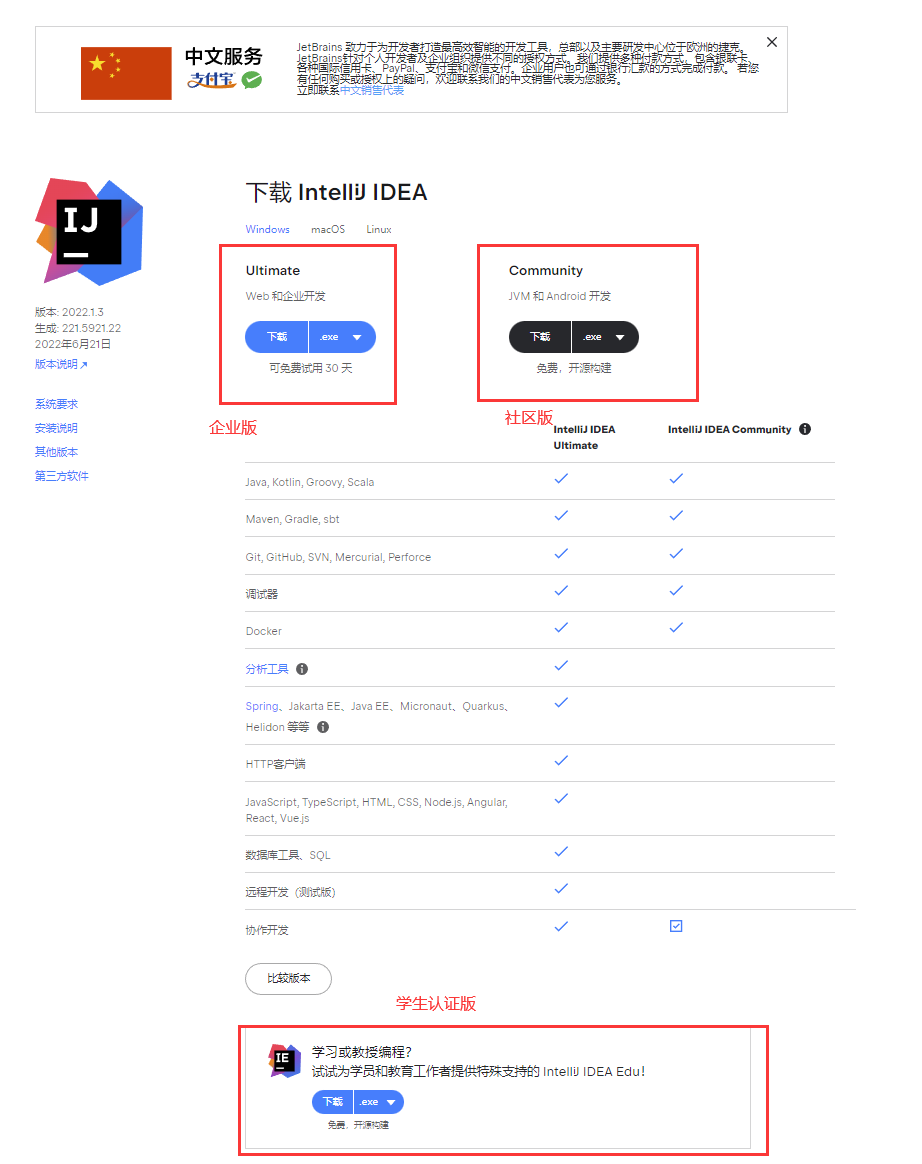 中文服务
支付宝
JetBrains 致力于为开发者打造最高效智能的开发工具，总部以及主要研发中心位于欧洲的捷克。
JetBrains针对个人开发者及企业组织提供不同的授权方式。我们提供多种付款方式，包含银联卡、
各种国际信用卡、PayPal、支付宝和微信支付。企业用户也可通过银行汇款的方式完成付款。 若您
有任何购买或授权上的疑问，欢迎联系我们的中文销售代表为您服务。
立即联系中文销售代表
IJ
版本: 2022.1.3
生成: 221.5921.22
2022年6月21日
版本说明↗
系统要求
安装说明
其他版本
第三方软件
下载 IntelliJ IDEA
Windows macOS Linux
Ultimate
Web 和企业开发
下载 .exe
可免费试用 30 天
企业版
Community
JVM 和 Android 开发
下载 .exe
免费，开源构建
社区版
IntelliJ IDEA
Ultimate
IntelliJ IDEA Community
Java, Kotlin, Groovy, Scala
Maven, Gradle, sbt
Git, GitHub, SVN, Mercurial, Perforce
调试器
Docker
分析工具
Spring、Jakarta EE、Java EE、Micronaut、Quarkus、
Helidon 等等
HTTP客户端
JavaScript, TypeScript, HTML, CSS, Node.js, Angular,
React, Vue.js
数据库工具、SQL
远程开发（测试版）
协作开发
比较版本
学生认证版
IE
学习或教授编程？
试试为学员和教育工作者提供特殊支持的 IntelliJ IDEA Edu！
下载 .exe
免费，开源构建